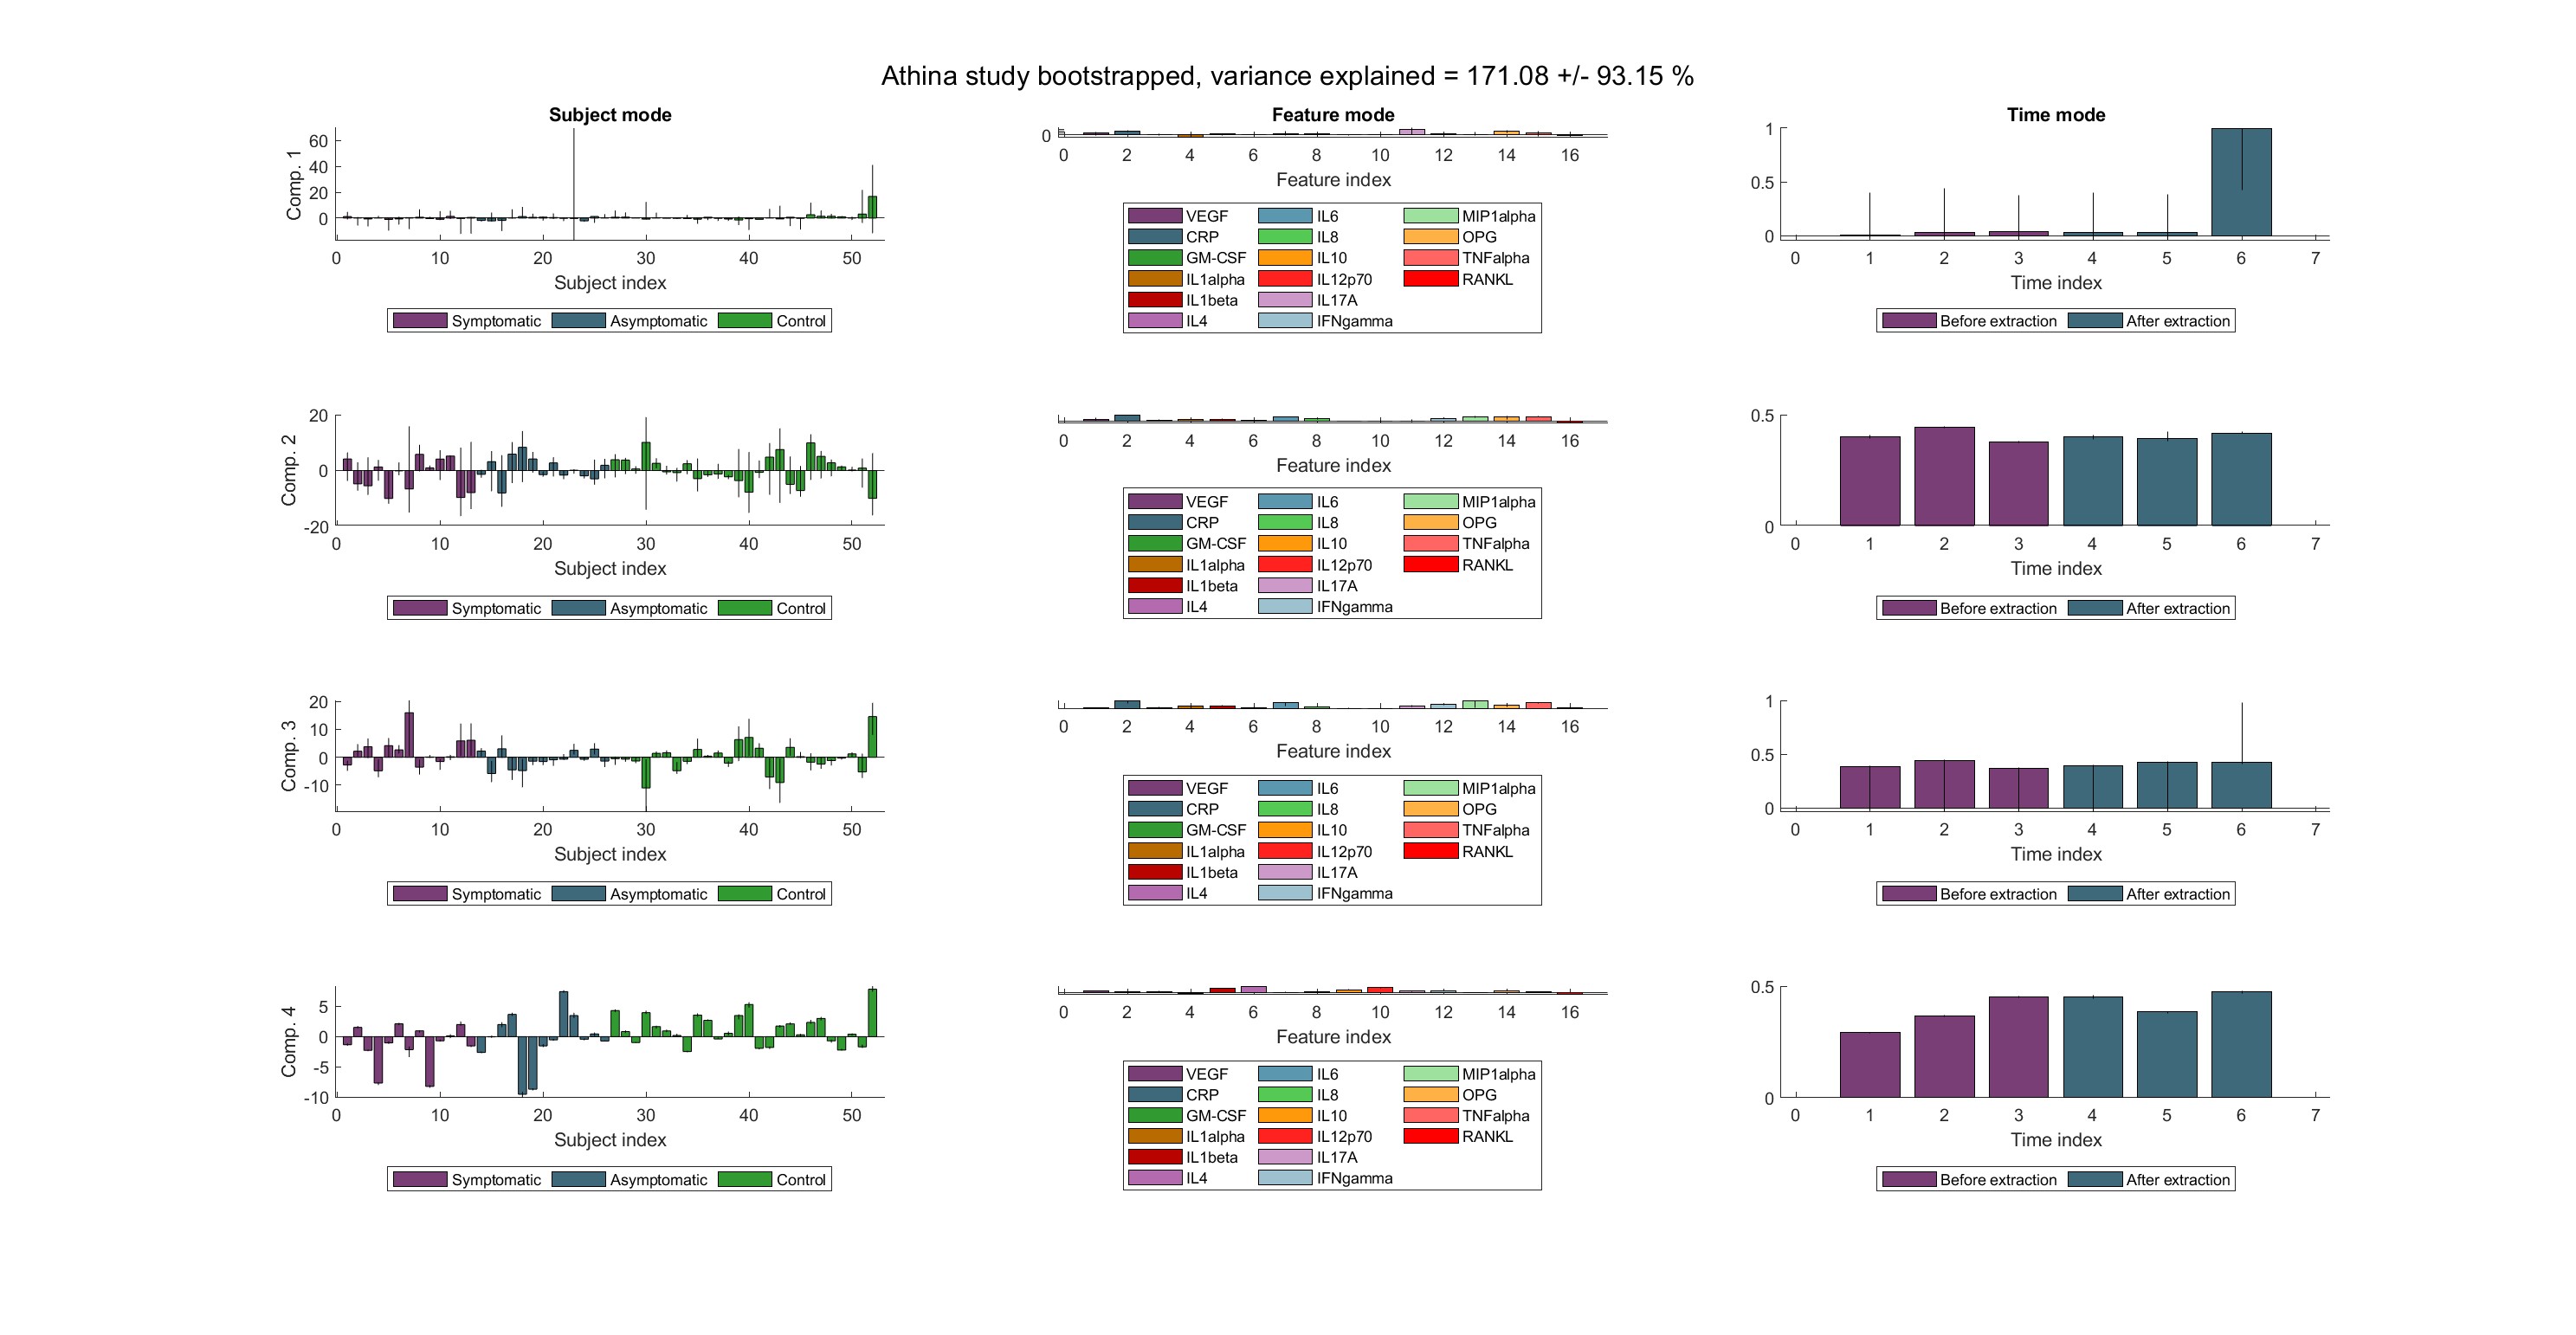 Athina study bootstrapped, variance explained = 171.08 +/- 93.15 %
Subject mode
Feature mode
Time mode
Comp. 1
60
40
20
0
0 10 20 30 40 50
Subject index
Symptomatic Asymptomatic Control
0
0 2 4 6 8 10 12 14 16
Feature index
VEGF IL6 MIP1alpha
CRP IL8 OPG
GM-CSF IL10 TNFalpha
IL1alpha IL12p70 RANKL
IL1beta IL17A
IL4 IFNgamma
1
0.5
0
0 1 2 3 4 5 6 7
Time index
Before extraction After extraction
Comp. 2
20
0
-20
0 10 20 30 40 50
Subject index
Symptomatic Asymptomatic Control
0 2 4 6 8 10 12 14 16
Feature index
VEGF IL6 MIP1alpha
CRP IL8 OPG
GM-CSF IL10 TNFalpha
IL1alpha IL12p70 RANKL
IL1beta IL17A
IL4 IFNgamma
0.5
0
0 1 2 3 4 5 6 7
Time index
Before extraction After extraction
Comp. 3
20
10
0
-10
0 10 20 30 40 50
Subject index
Symptomatic Asymptomatic Control
0 2 4 6 8 10 12 14 16
Feature index
VEGF IL6 MIP1alpha
CRP IL8 OPG
GM-CSF IL10 TNFalpha
IL1alpha IL12p70 RANKL
IL1beta IL17A
IL4 IFNgamma
1
0.5
0
0 1 2 3 4 5 6 7
Time index
Before extraction After extraction
Comp. 4
5
0
-5
-10
0 10 20 30 40 50
Subject index
Symptomatic Asymptomatic Control
0 2 4 6 8 10 12 14 16
Feature index
VEGF IL6 MIP1alpha
CRP IL8 OPG
GM-CSF IL10 TNFalpha
IL1alpha IL12p70 RANKL
IL1beta IL17A
IL4 IFNgamma
0.5
0
0 1 2 3 4 5 6 7
Time index
Before extraction After extraction